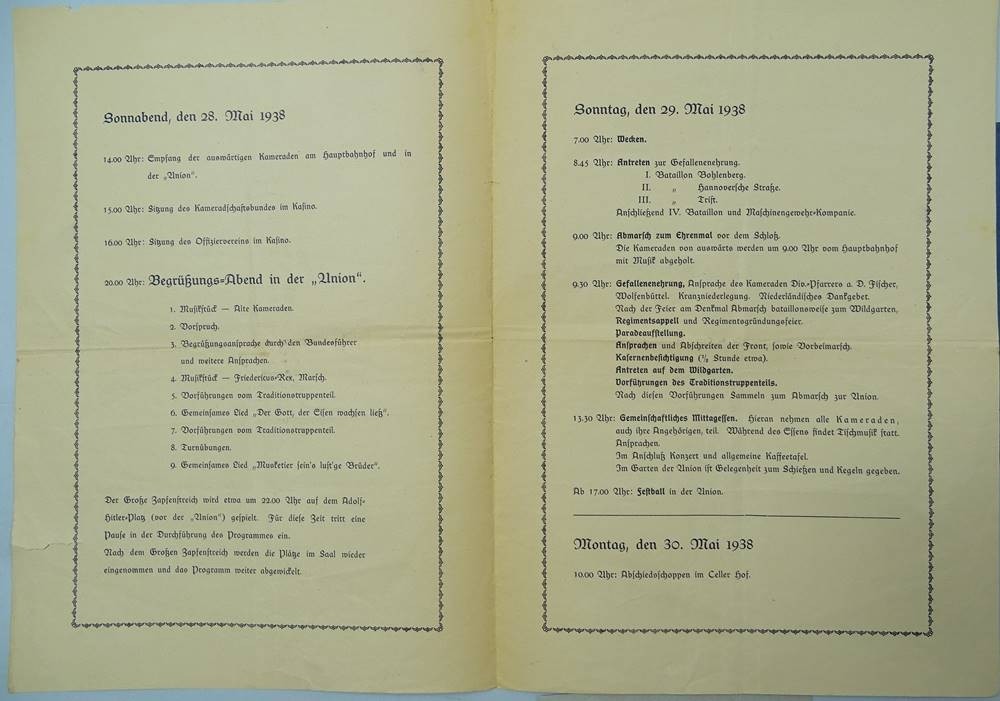 Sonnabend, den 28. Mai 1938
14.00 Uhr: Empfang der auswärtigen Kameraden am Hauptbahnhof und in
der „Union“.
15.00 Uhr: Sitzung des Kameradschaftsbundes im Kasino.
16.00 Uhr: Sitzung des Offiziervereins im Kasino.
20.00 Uhr: Begrüßungs-Abend in der „Union“.
1. Musikstück — Alte Kameraden.
2. Vorspruch.
3. Begrüßungsansprache durch den Bundesführer
und weitere Ansprachen.
4. Musikstück — Friedericus-Rex, Marsch.
5. Vorführungen vom Traditionstruppenteil.
6. Gemeinsames Lied „Der Gott, der Eisen wachsen ließ“.
7. Vorführungen vom Traditionstruppenteil.
8. Turnübungen.
9. Gemeinsames Lied „Musketier sein's lust'ge Brüder“.
Der Große Zapfenstreich wird etwa um 22.00 Uhr auf dem Adolf-
Hitler-Platz (vor der „Union“) gespielt. Für diese Zeit tritt eine
Pause in der Durchführung des Programmes ein.
Nach dem Großen Zapfenstreich werden die Plätze im Saal wieder
eingenommen und das Programm weiter abgewickelt.
Sonntag, den 29. Mai 1938
7.00 Uhr: Wecken.
8.45 Uhr: Antreten zur Gefallenenehrung.
I. Bataillon Bohlenberg.
II. „ Hannoversche Straße.
III. „ Trift.
Anschließend IV. Bataillon und Maschinengewehr-Kompanie.
9.00 Uhr: Abmarsch zum Ehrenmal vor dem Schloß.
Die Kameraden von auswärts werden um 9.00 Uhr vom Hauptbahnhof
mit Musik abgeholt.
9.30 Uhr: Gefallenenehrung, Ansprache des Kameraden Div.-Pfarrers a. D. Fischer,
Wolfenbüttel. Kranzniederlegung. Niederländisches Dankgebet.
Nach der Feier am Denkmal Abmarsch bataillonsweise zum Wildgarten,
Regimentsappell und Regimentsgründungsfeier.
Paradeaufstellung.
Ansprachen und Abschreiten der Front, sowie Vorbeimarsch.
Kasernenbesichtigung (½ Stunde etwa).
Antreten auf dem Wildgarten.
Vorführungen des Traditionstruppenteils.
Nach diesen Vorführungen Sammeln zum Abmarsch zur Union.
13.30 Uhr: Gemeinschaftliches Mittagessen. Hieran nehmen alle Kameraden,
auch ihre Angehörigen, teil. Während des Essens findet Tischmusik statt.
Ansprachen.
Im Anschluß Konzert und allgemeine Kaffeetafel.
Im Garten der Union ist Gelegenheit zum Schießen und Kegeln gegeben.
Ab 17.00 Uhr: Festball in der Union.
Montag, den 30. Mai 1938
10.00 Uhr: Abschiedsschoppen im Celler Hof.